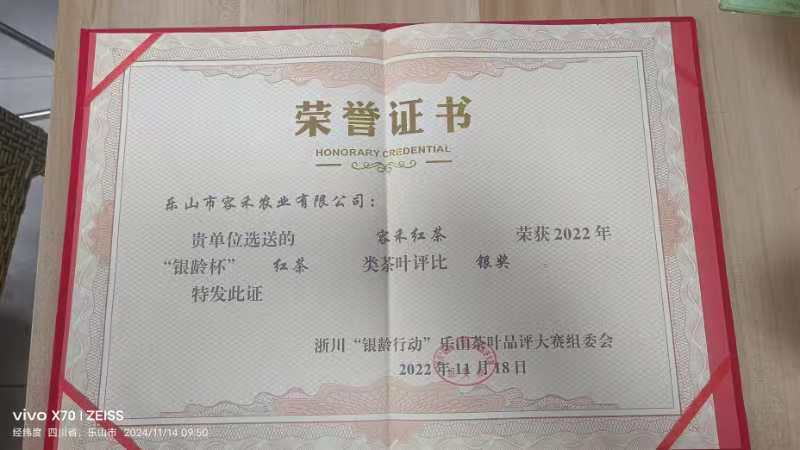 荣誉证书
HONORARY CREDENTIAL
乐山市容禾农业有限公司：
贵单位选送的 容禾红茶 荣获2022年
“银龄杯” 红茶 类茶叶评比 银奖
特发此证
浙川“银龄行动”乐山茶叶品评大赛组委会
2022年11月18日
vivo X70 | ZEISS
经纬度 四川省，乐山市 2024/11/14 09:50